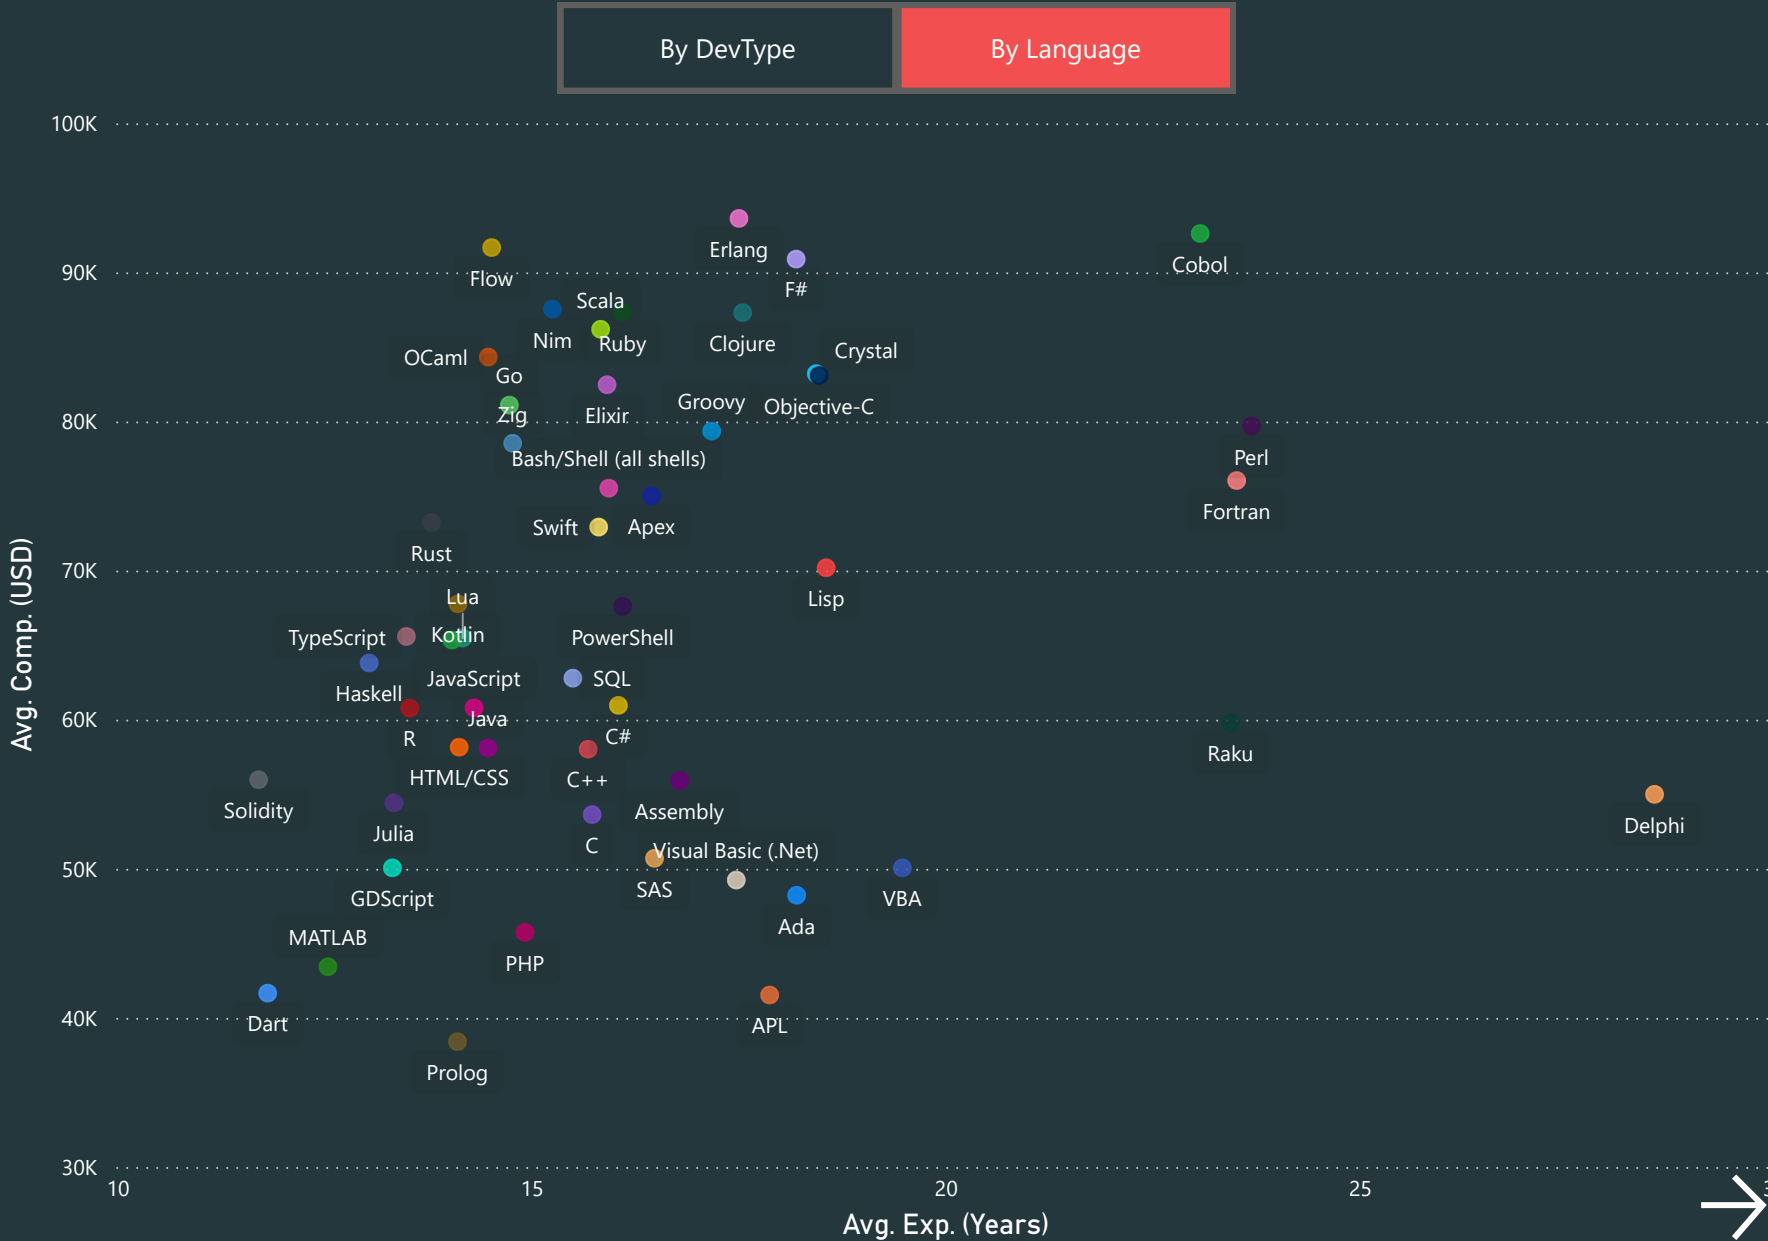 By DevType
By Language
100K
Erlang
Cobol
Flow
90K
F#
Scala
Nim
Ruby
Clojure
Crystal
OCaml
Go
Groovy
Objective-C
Zig
Elixir
80K
Bash/Shell (all shells)
Perl
Fortran
Swift
Apex
Rust
70K
Lua
Lisp
TypeScript
Kotlin
PowerShell
JavaScript
SQL
Haskell
Java
60K
R
C#
Raku
HTML/CSS
C++
Solidity
Assembly
Delphi
Julia
C
Visual Basic (.Net)
50K
SAS
GDScript
VBA
Ada
MATLAB
PHP
Dart
40K
APL
Prolog
30K
10
15
20
25
Avg. Comp. (USD)
Avg. Exp. (Years)